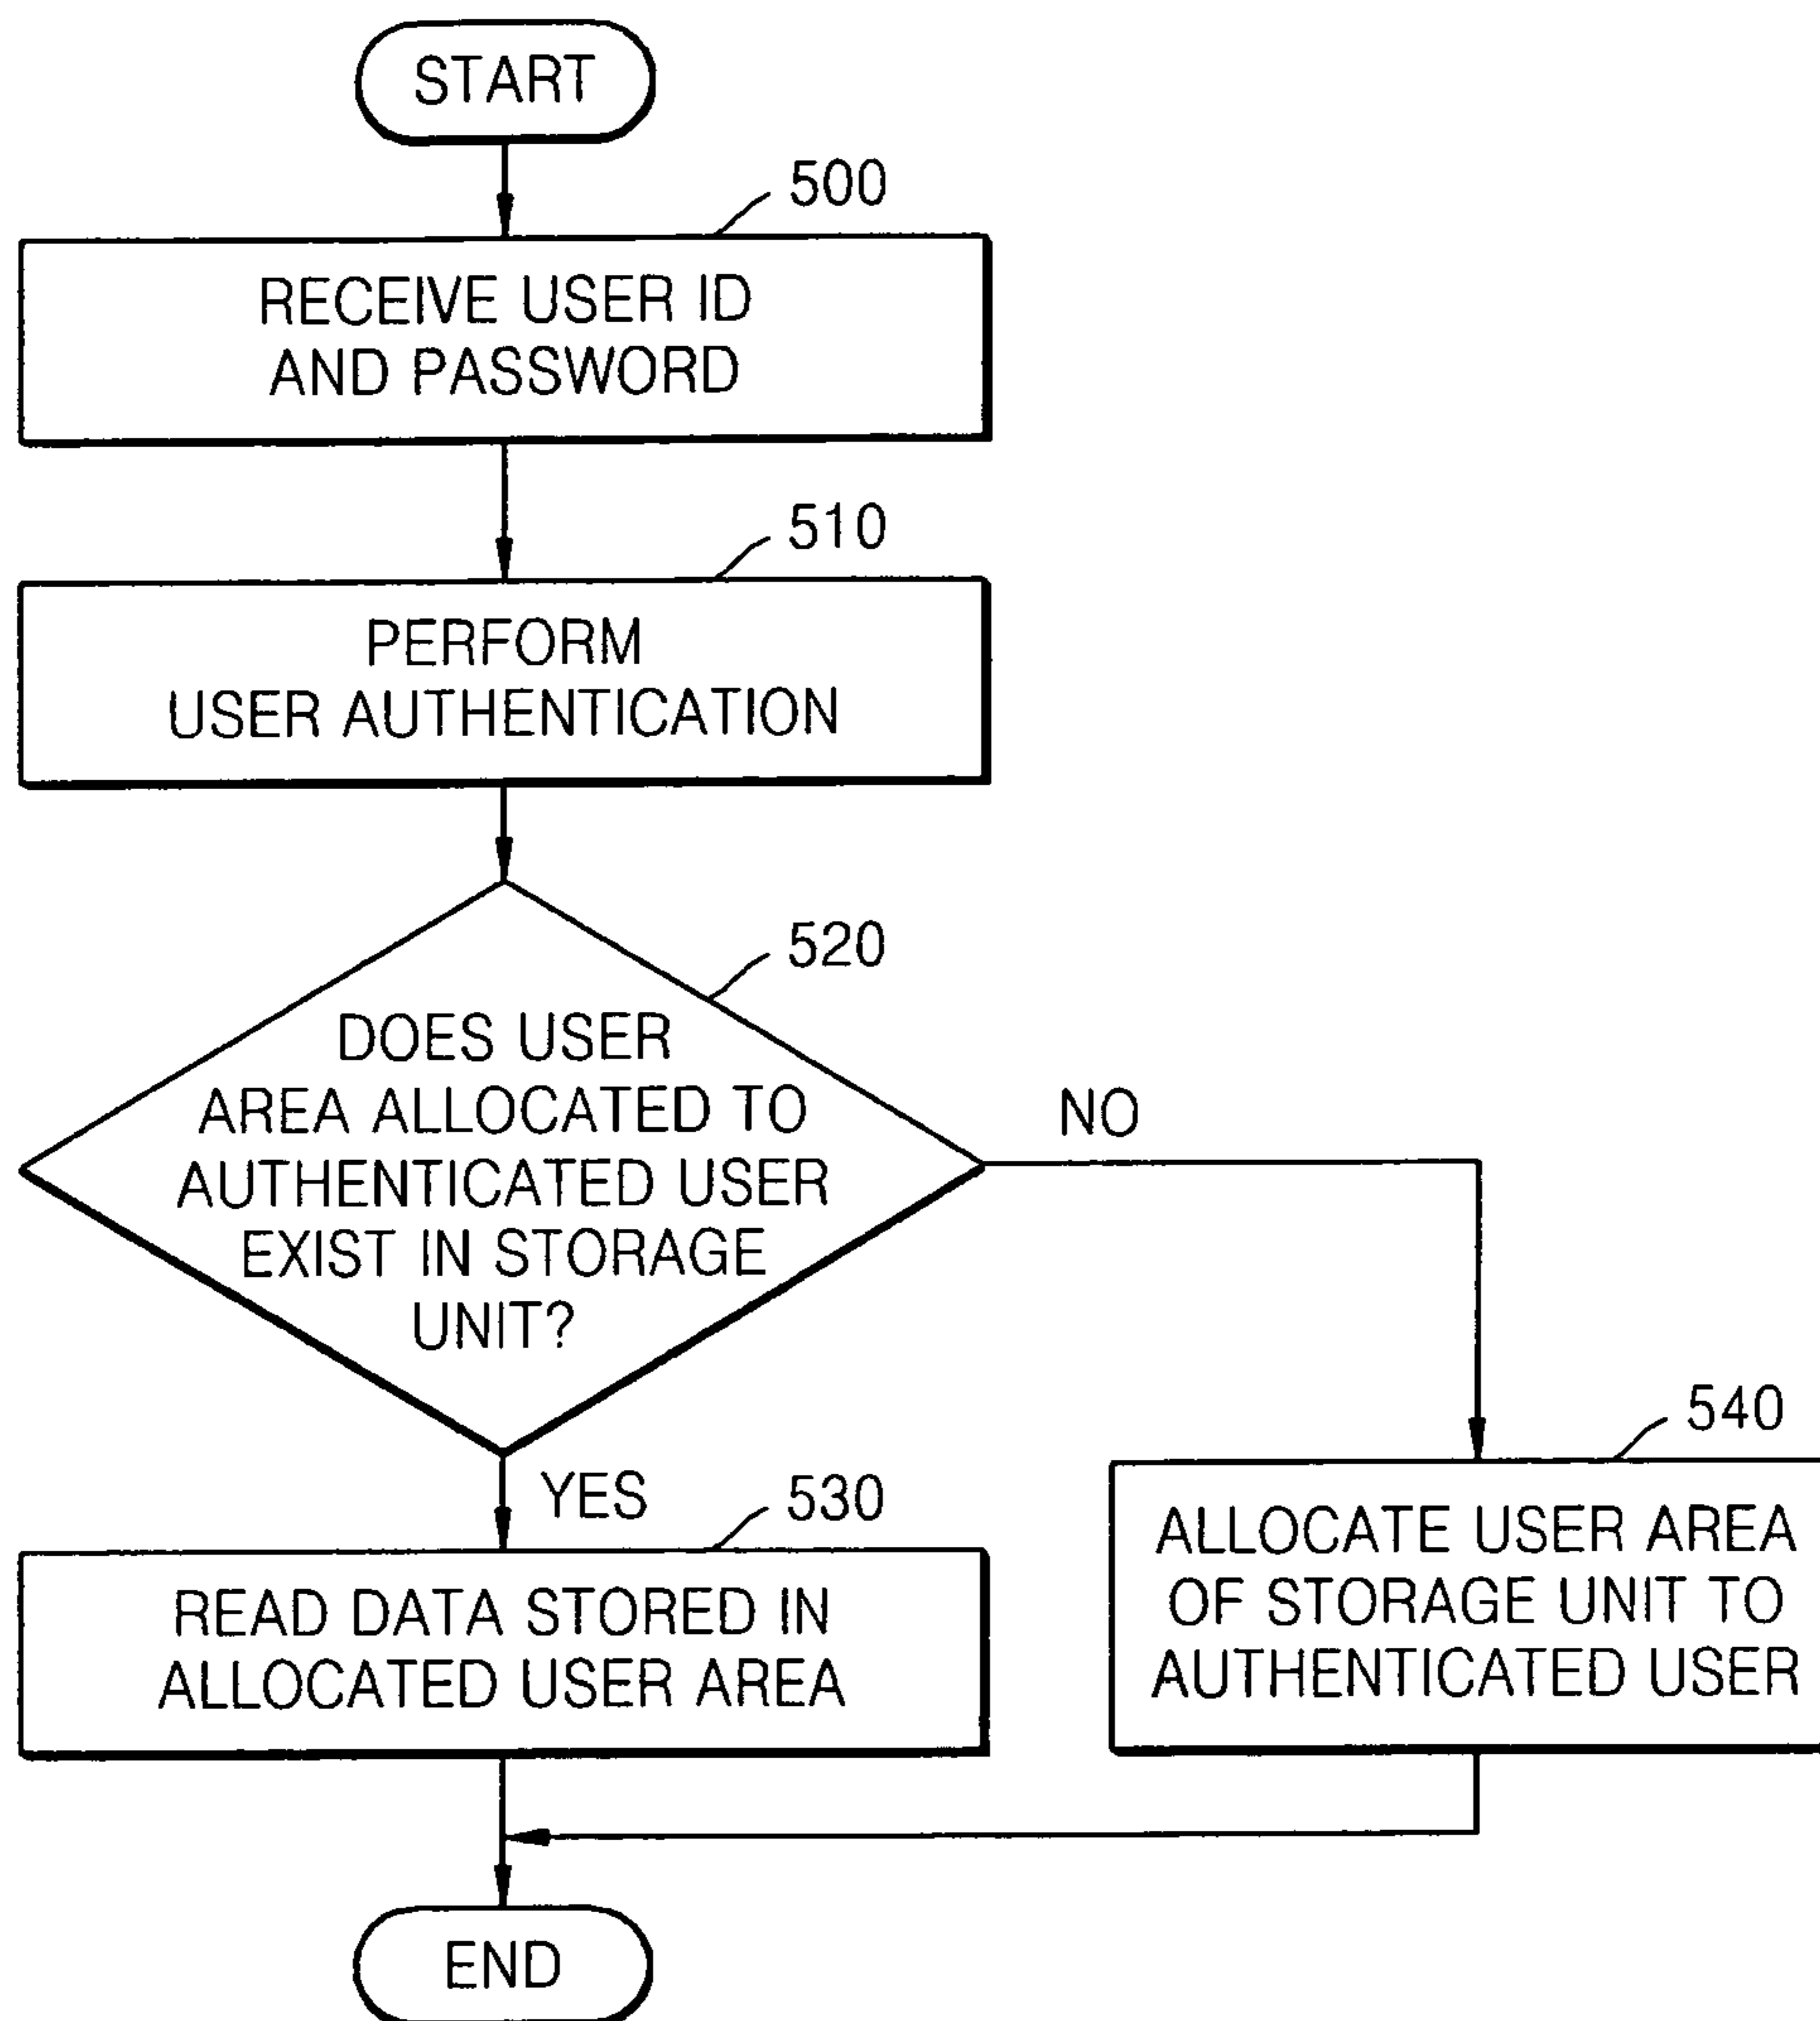 START
500
RECEIVE USER ID
AND PASSWORD
510
PERFORM
USER AUTHENTICATION
520
DOES USER
AREA ALLOCATED TO
AUTHENTICATED USER
EXIST IN STORAGE
UNIT?
NO
YES
530
READ DATA STORED IN
ALLOCATED USER AREA
540
ALLOCATE USER AREA
OF STORAGE UNIT TO
AUTHENTICATED USER
END